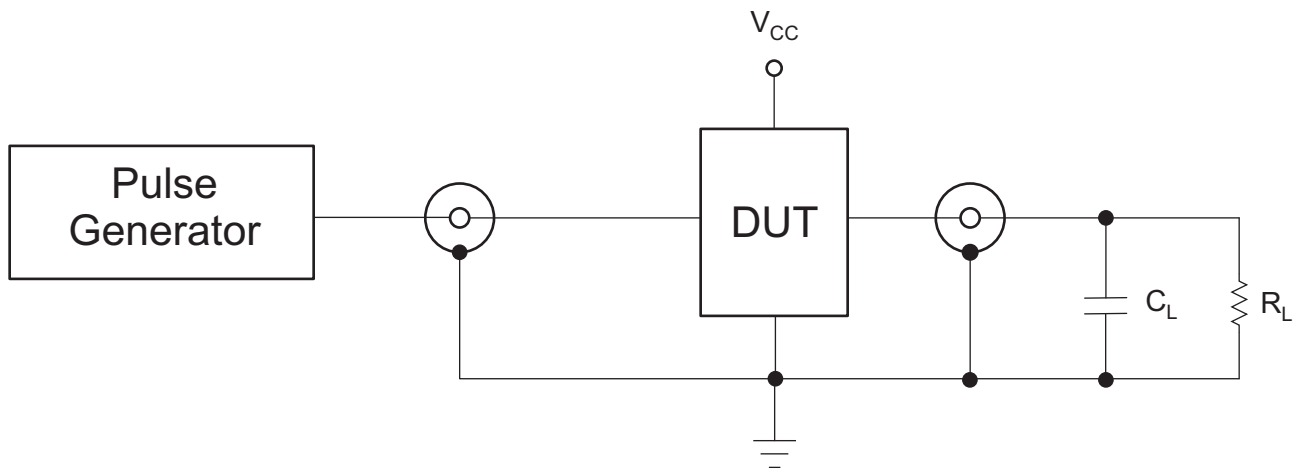 V_CC
Pulse
Generator
DUT
C_L
R_L